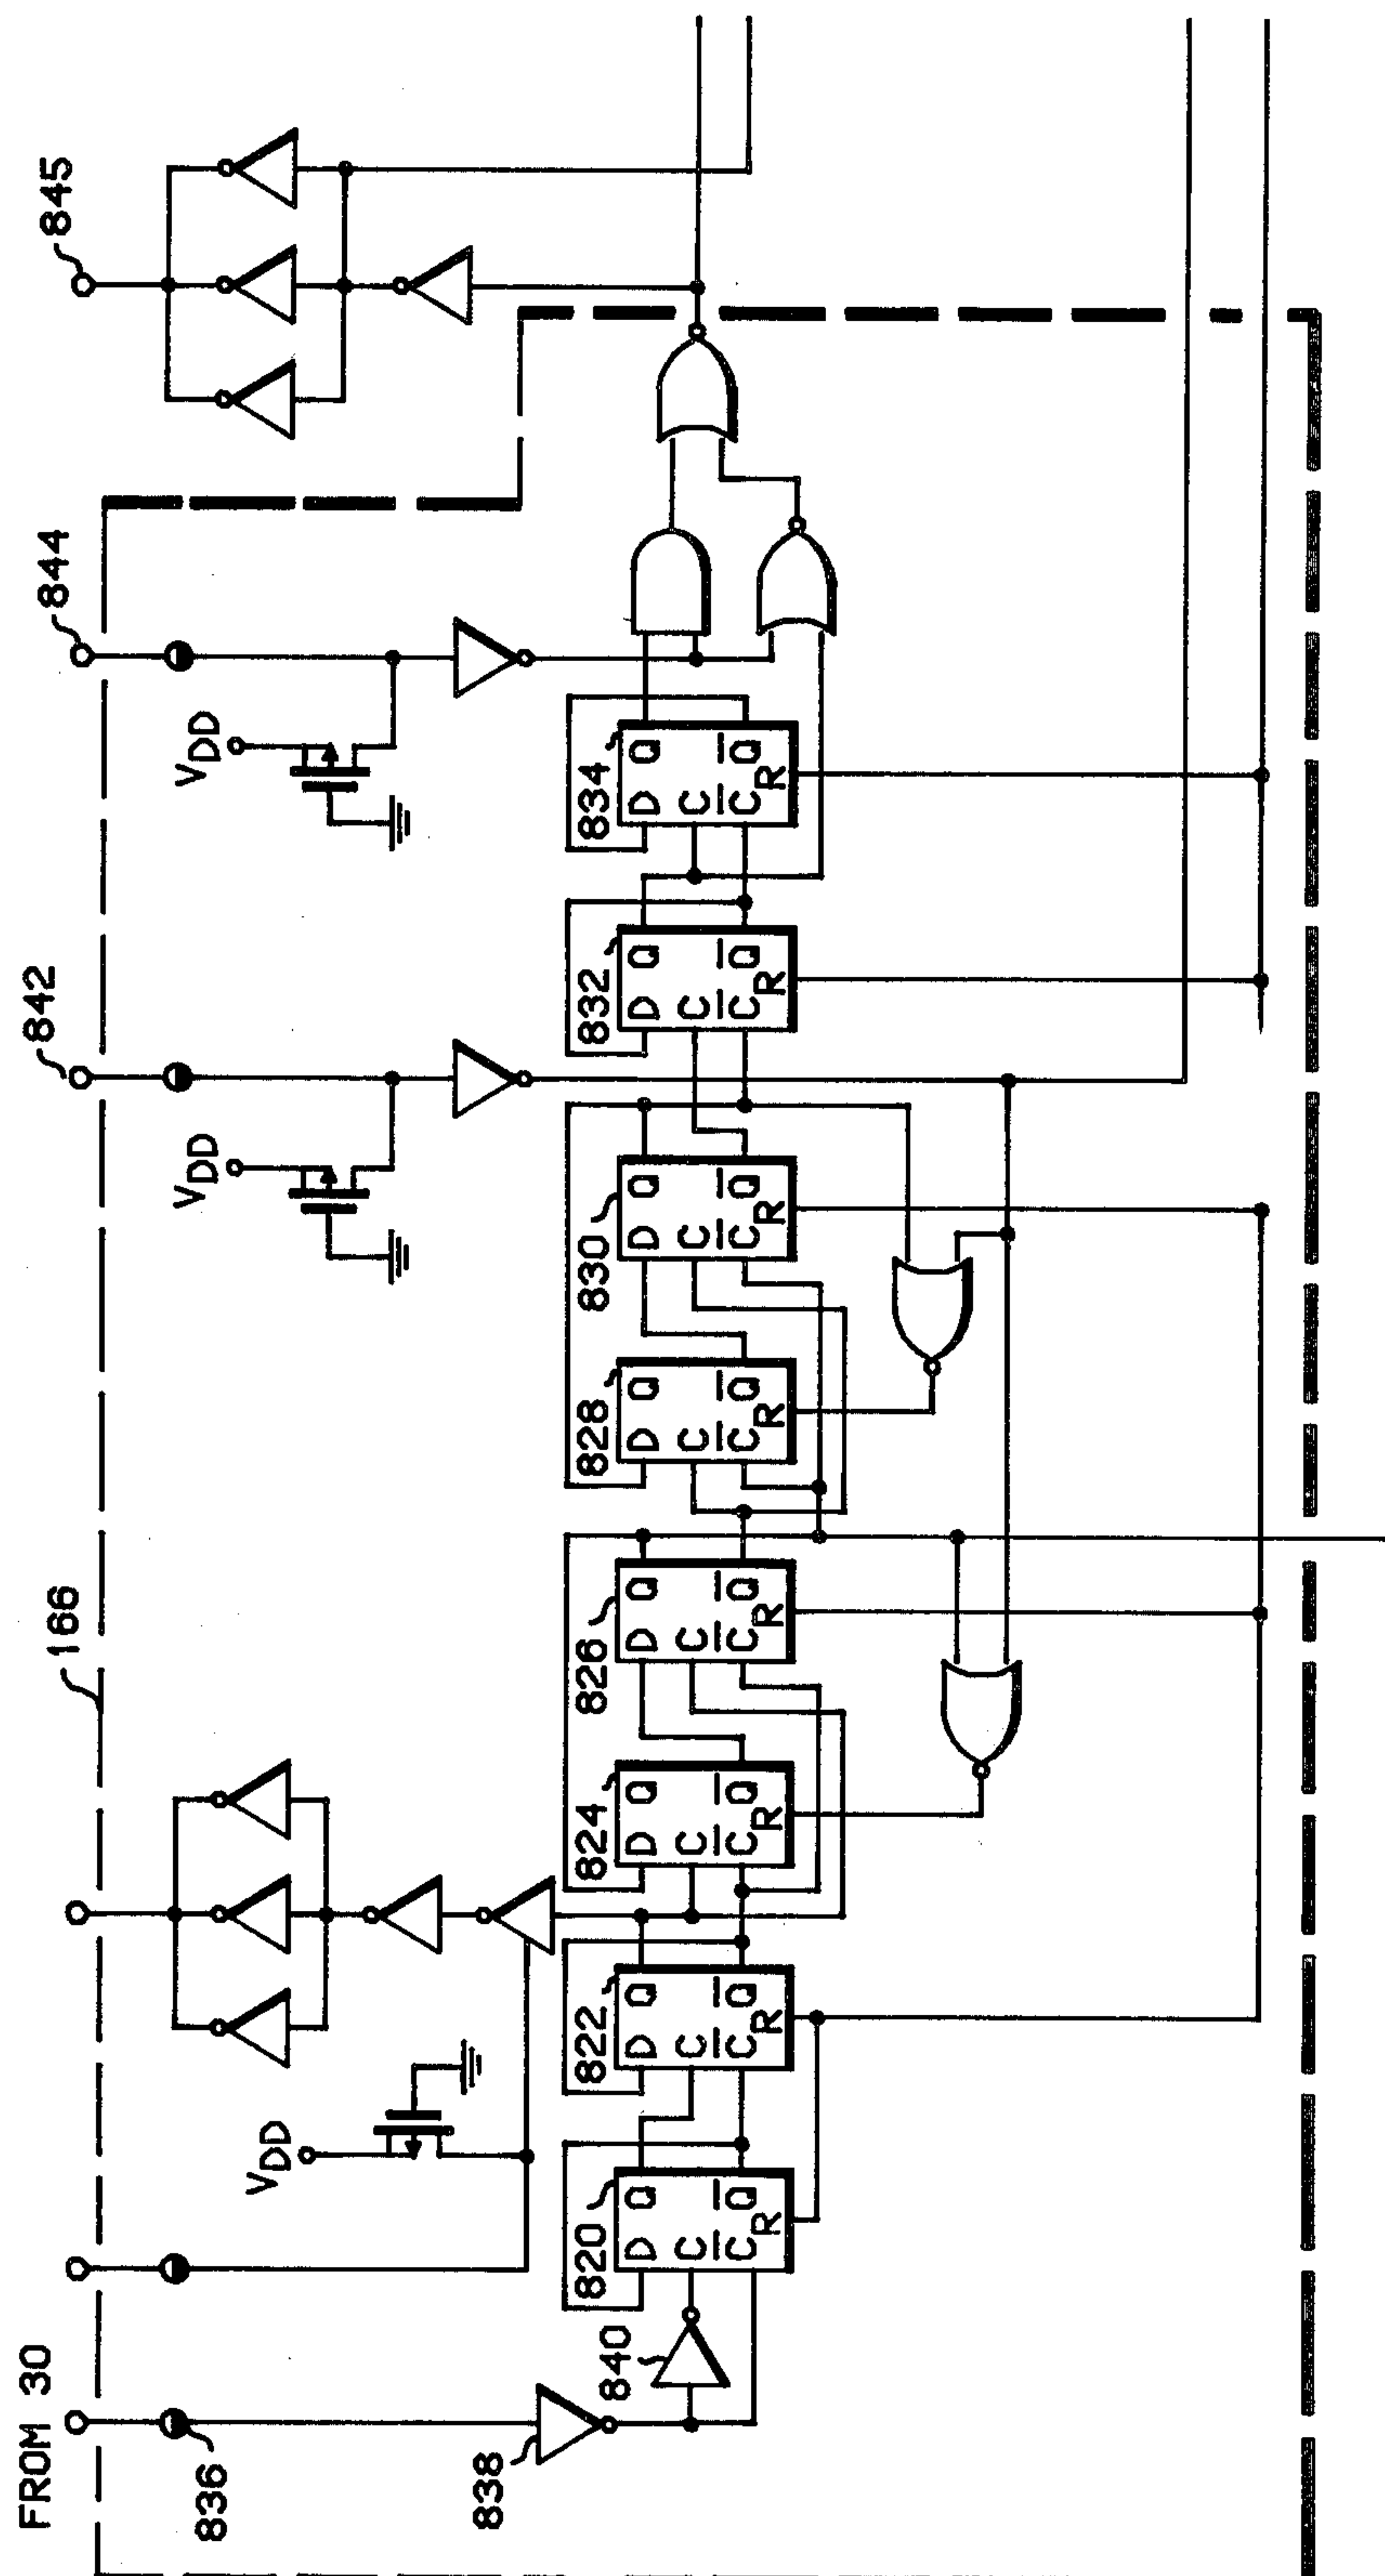 FROM 30
166
842
844
845
836
VDD
VDD
VDD
838
840
820
D Q
C
C̅ Q̅
R
822
D Q
C
C̅ Q̅
R
824
D Q
C
C̅ Q̅
R
826
D Q
C
C̅ Q̅
R
828
D Q
C
C̅ Q̅
R
830
D Q
C
C̅ Q̅
R
832
D Q
C
C̅ Q̅
R
834
D Q
C
C̅ Q̅
R